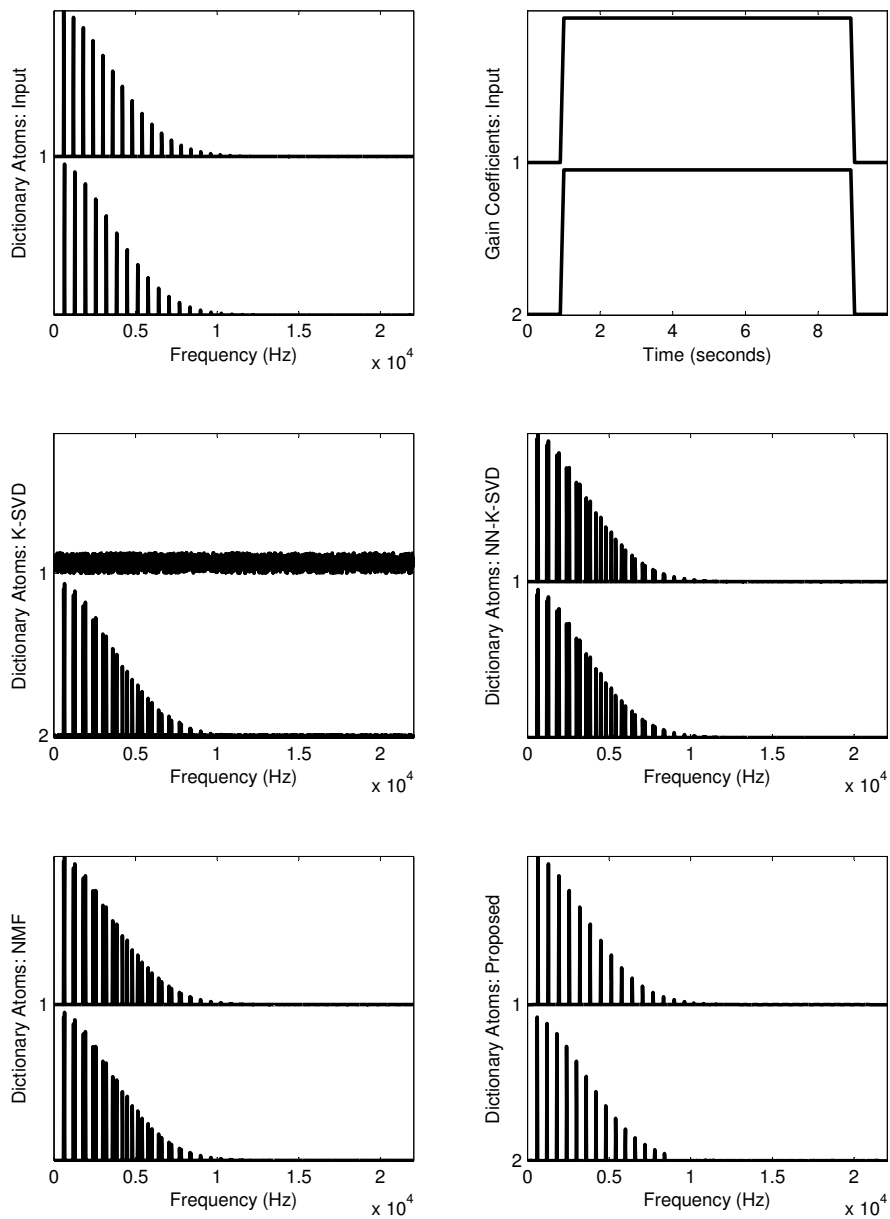 Dictionary Atoms: Input
1
0 0.5 1 1.5 2
Frequency (Hz)
x 10^4
Gain Coefficients: Input
1
2
0 2 4 6 8
Time (seconds)
Dictionary Atoms: K-SVD
1
2
0 0.5 1 1.5 2
Frequency (Hz)
x 10^4
Dictionary Atoms: NN-K-SVD
1
0 0.5 1 1.5 2
Frequency (Hz)
x 10^4
Dictionary Atoms: NMF
1
0 0.5 1 1.5 2
Frequency (Hz)
x 10^4
Dictionary Atoms: Proposed
1
2
0 0.5 1 1.5 2
Frequency (Hz)
x 10^4